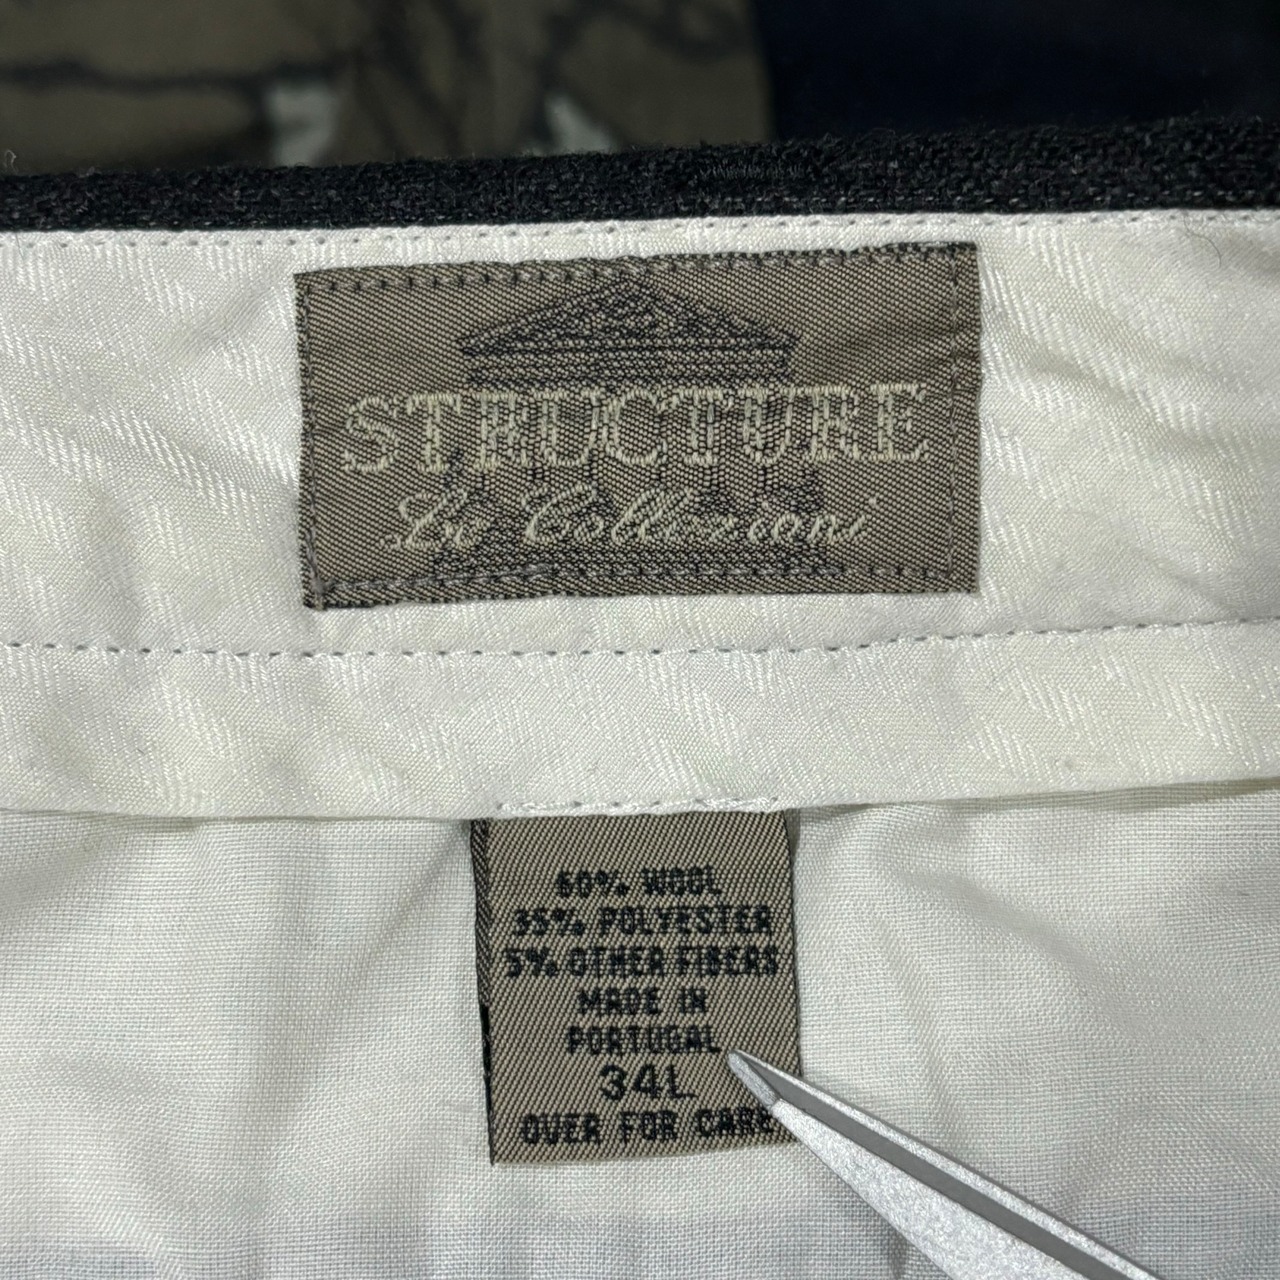 STRUCTURE
Le Collezioni
60% WOOL
35% POLYESTER
5% OTHER FIBERS
MADE IN
PORTUGAL
34L
OVER FOR CARE